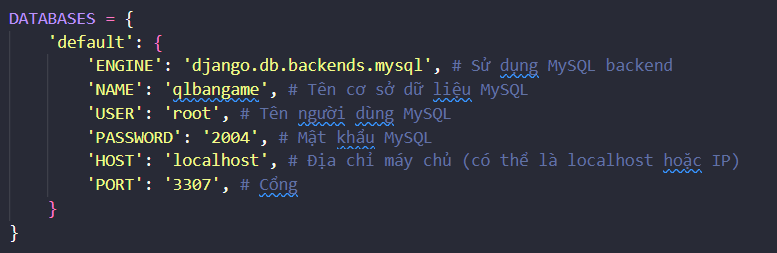 DATABASES = {
'default': {
'ENGINE': 'django.db.backends.mysql', # Sử dụng MySQL backend
'NAME': 'qlbangame', # Tên cơ sở dữ liệu MySQL
'USER': 'root', # Tên người dùng MySQL
'PASSWORD': '2004', # Mật khẩu MySQL
'HOST': 'localhost', # Địa chỉ máy chủ (có thể là localhost hoặc IP)
'PORT': '3307', # Cổng
}
}